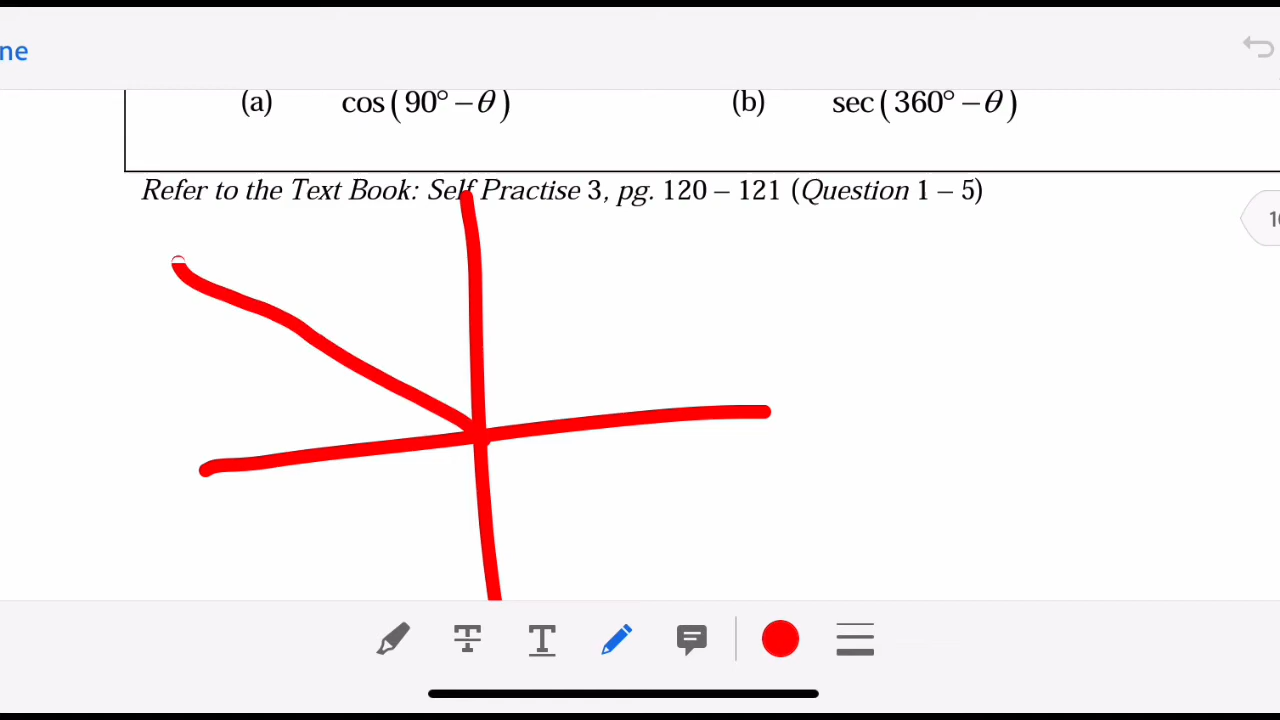 ne
(a) cos(90° − θ) (b) sec(360° − θ)
Refer to the Text Book: Self Practise 3, pg. 120 – 121 (Question 1 – 5)